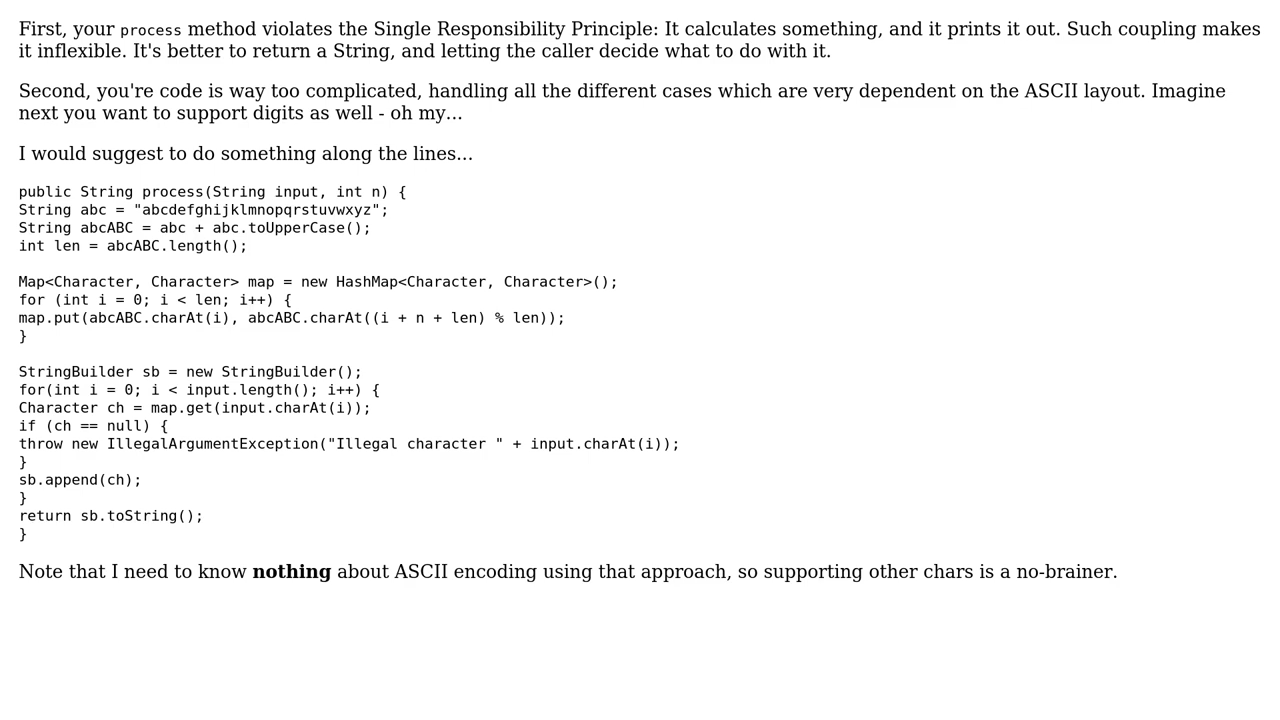 First, your process method violates the Single Responsibility Principle: It calculates something, and it prints it out. Such coupling makes
it inflexible. It's better to return a String, and letting the caller decide what to do with it.
Second, you're code is way too complicated, handling all the different cases which are very dependent on the ASCII layout. Imagine
next you want to support digits as well - oh my...
I would suggest to do something along the lines...
public String process(String input, int n) {
String abc = "abcdefghijklmnopqrstuvwxyz";
String abcABC = abc + abc.toUpperCase();
int len = abcABC.length();
Map<Character, Character> map = new HashMap<Character, Character>();
for (int i = 0; i < len; i++) {
map.put(abcABC.charAt(i), abcABC.charAt((i + n + len) % len));
}
StringBuilder sb = new StringBuilder();
for(int i = 0; i < input.length(); i++) {
Character ch = map.get(input.charAt(i));
if (ch == null) {
throw new IllegalArgumentException("Illegal character " + input.charAt(i));
}
sb.append(ch);
}
return sb.toString();
}
Note that I need to know nothing about ASCII encoding using that approach, so supporting other chars is a no-brainer.